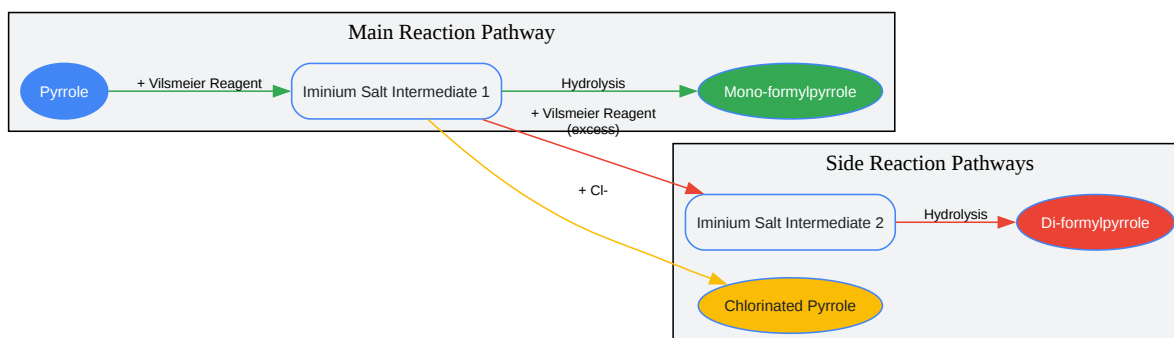 Main Reaction Pathway
Pyrrole
+ Vilsmeier Reagent
Iminium Salt Intermediate 1
Hydrolysis
Mono-formylpyrrole
+ Vilsmeier Reagent
(excess)
Side Reaction Pathways
+ Cl-
Iminium Salt Intermediate 2
Hydrolysis
Di-formylpyrrole
Chlorinated Pyrrole